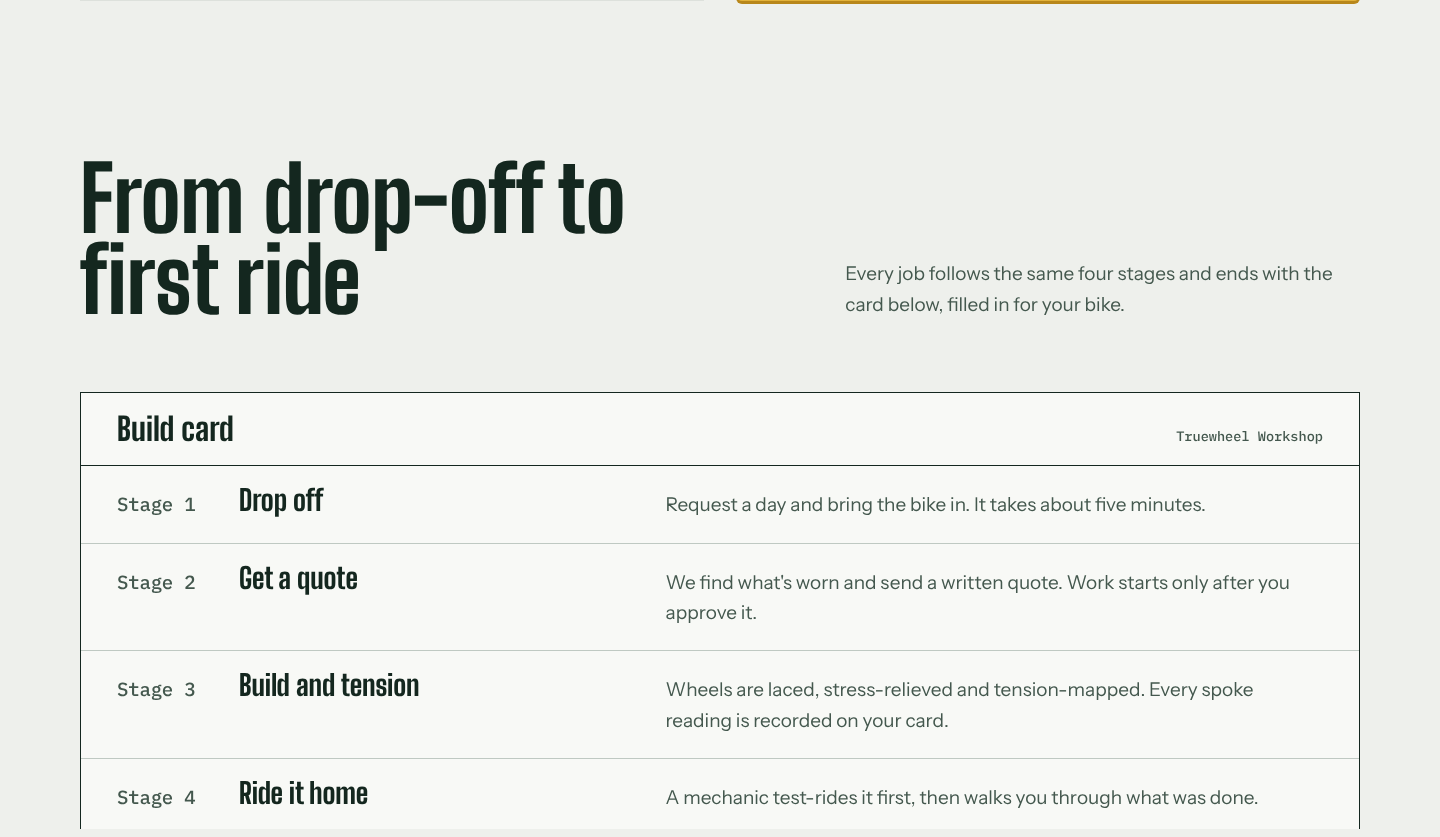 From drop-off to
first ride
Every job follows the same four stages and ends with the
card below, filled in for your bike.
Build card
Truewheel Workshop
Stage 1
Drop off
Request a day and bring the bike in. It takes about five minutes.
Stage 2
Get a quote
We find what's worn and send a written quote. Work starts only after you
approve it.
Stage 3
Build and tension
Wheels are laced, stress-relieved and tension-mapped. Every spoke
reading is recorded on your card.
Stage 4
Ride it home
A mechanic test-rides it first, then walks you through what was done.